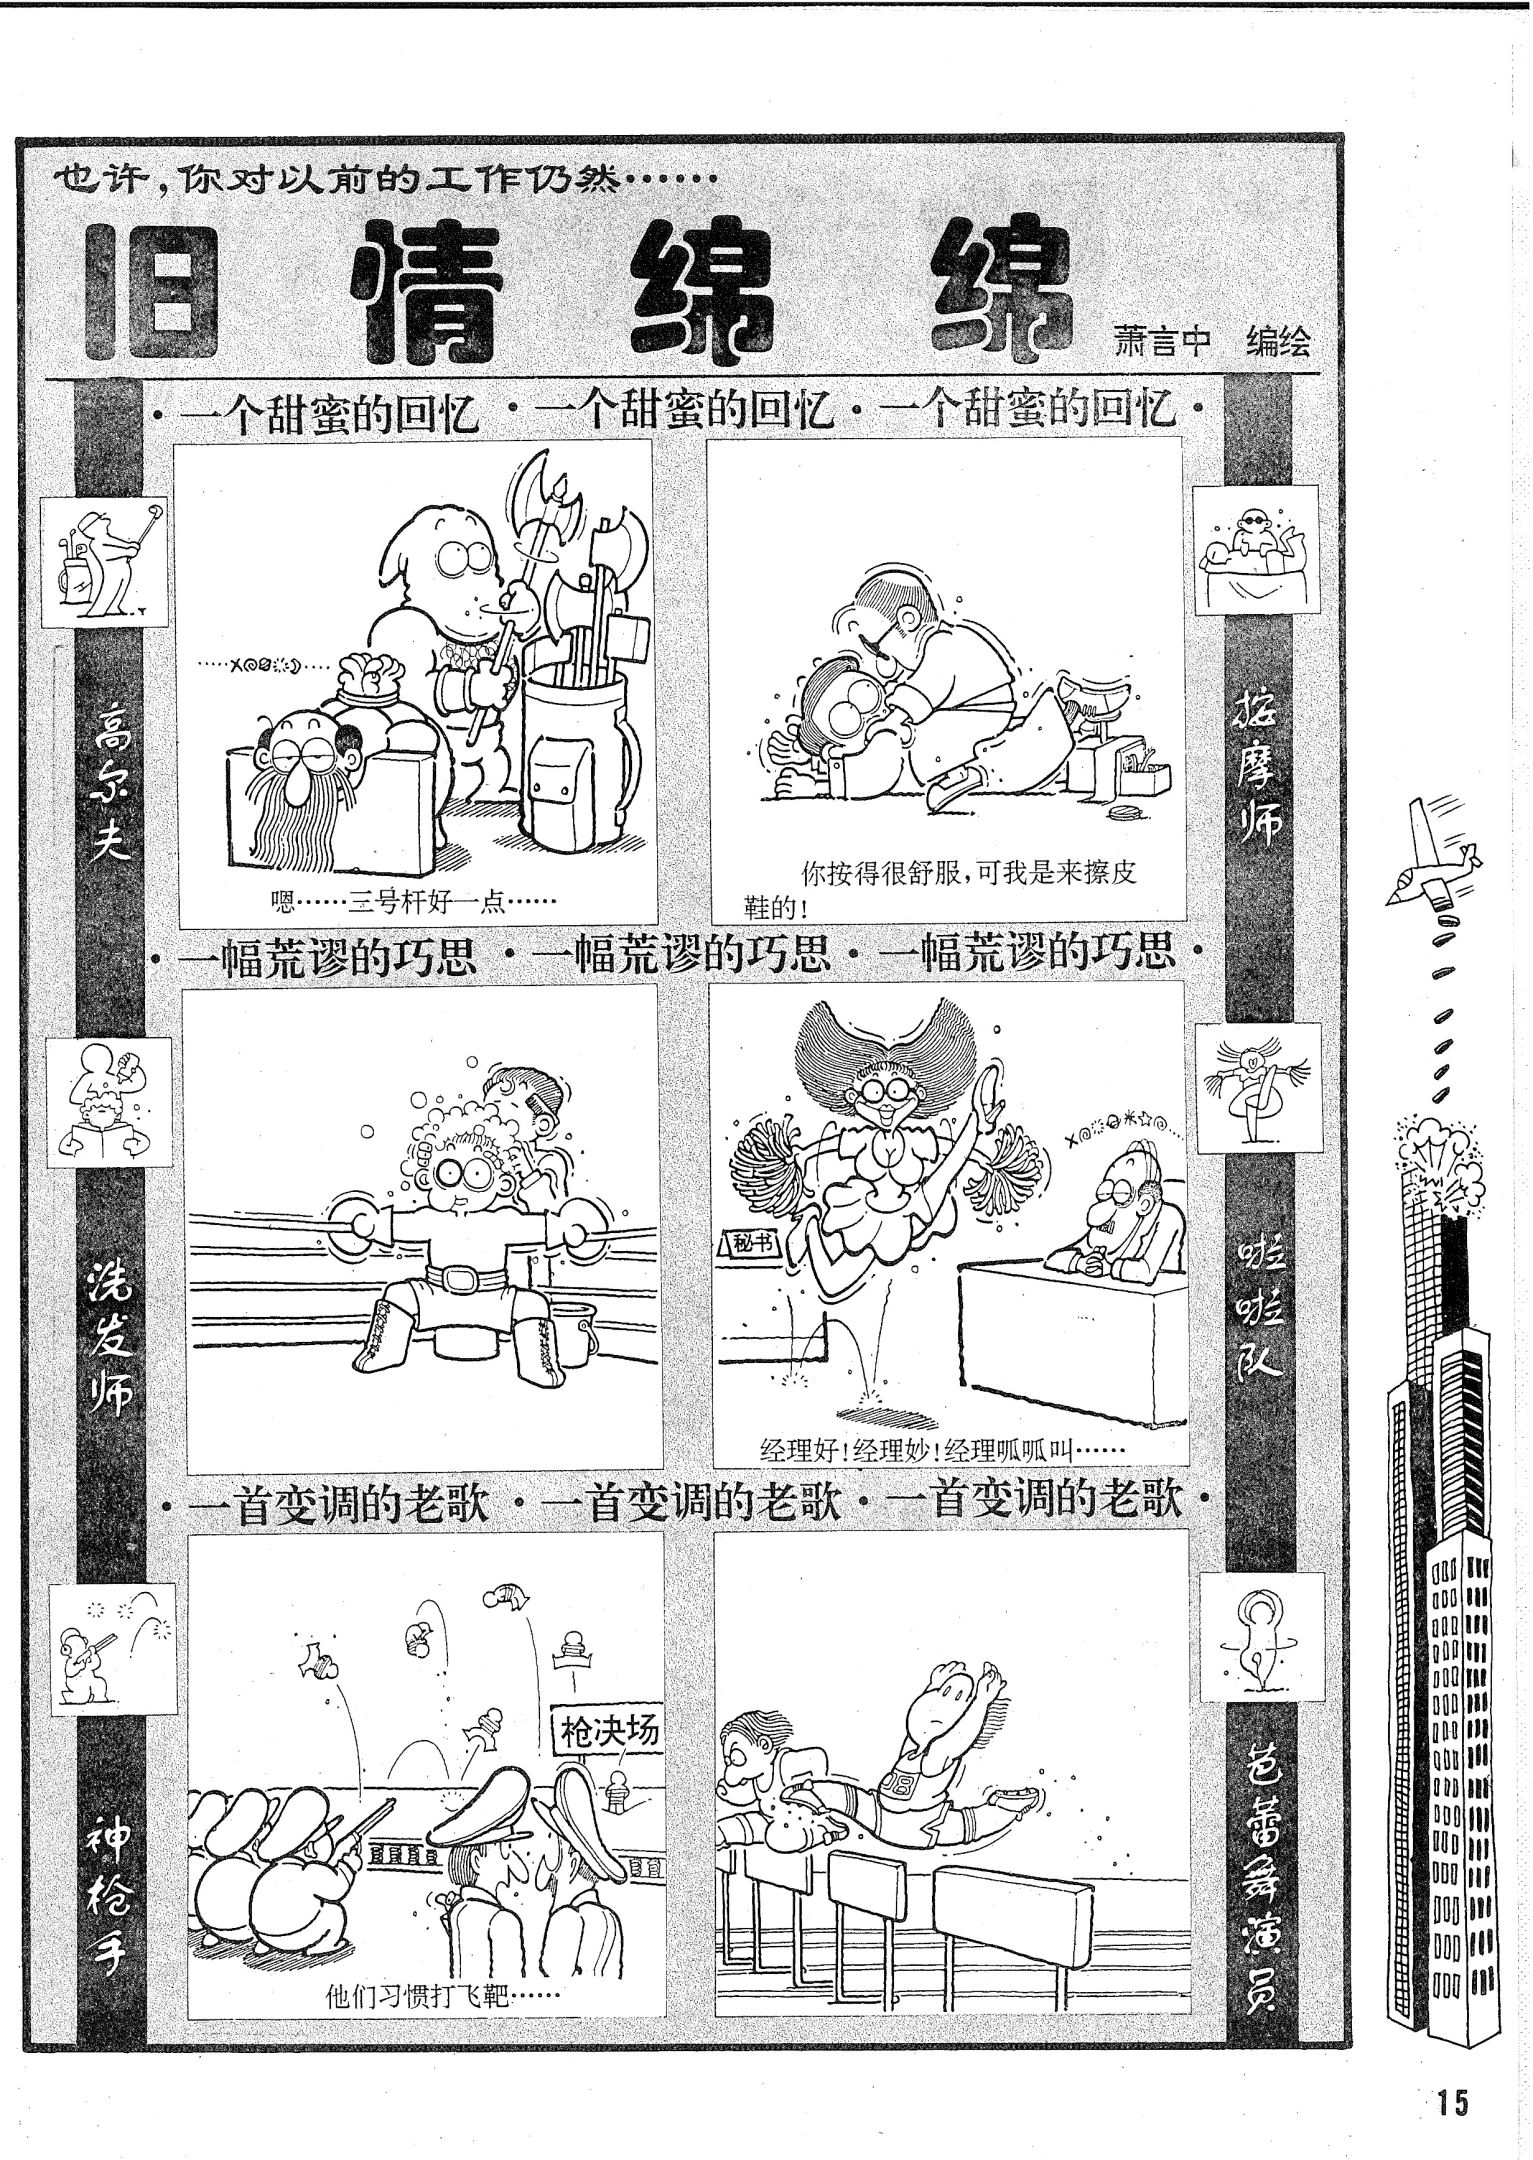 也许,你对以前的工作仍然……
旧情绵绵
萧言中 编绘
·一个甜蜜的回忆·一个甜蜜的回忆·一个甜蜜的回忆·
高尔夫
嗯……三号杆好一点……
按摩师
你按得很舒服,可我是来擦皮
鞋的!
·一幅荒谬的巧思·一幅荒谬的巧思·一幅荒谬的巧思·
洗发师
啦啦队
秘书
经理好!经理妙!经理呱呱叫……
·一首变调的老歌·一首变调的老歌·一首变调的老歌·
神枪手
枪决场
他们习惯打飞靶……
芭蕾舞演员
08
15